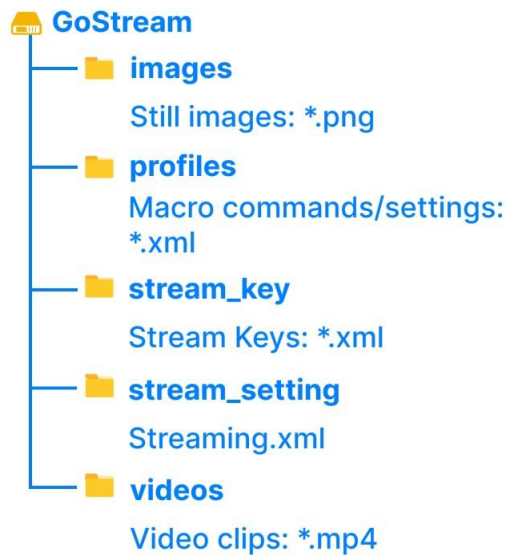 GoStream
images
Still images: *.png
profiles
Macro commands/settings:
*.xml
stream_key
Stream Keys: *.xml
stream_setting
Streaming.xml
videos
Video clips: *.mp4